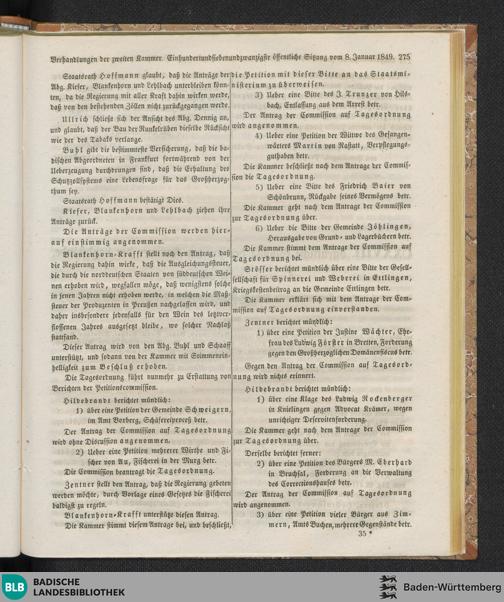 Verhandlungen der zweiten Kammer. Einhundertundsiebenundzwanzigste öffentliche Sitzung vom 8. Januar 1849. 275
Staatsrath Hoffmann glaubt, daß die Anträge der
Abg. Kiefer, Blankenhorn und Lehlbach unterbleiben könn-
ten, da die Regierung mit aller Kraft dahin wirken werde,
daß von den bestehenden Zöllen nicht zurückgegangen werde.
Ullrich schließt sich der Ansicht des Abg. Dennig an,
und glaubt, daß der Bau der Runkelrüben dieselbe Rücksicht
wie der des Tabaks verlange.
Buhl gibt die bestimmteste Versicherung, daß die ba-
dischen Abgeordneten in Frankfurt fortwährend von der
Ueberzeugung durchdrungen sind, daß die Erhaltung des
Schutzzollsystems eine Lebensfrage für das Großherzog-
thum sey.
Staatsrath Hoffmann bestätigt Dies.
Kiefer, Blankenhorn und Lehlbach ziehen ihre
Anträge zurück.
Die Anträge der Commission werden hier-
auf einstimmig angenommen.
Blankenhorn-Krafft stellt noch den Antrag, daß
die Regierung dahin wirke, daß die Ausgleichungssteuer,
die durch die norddeutschen Staaten von süddeutschen Wei-
nen erhoben wird, wegfallen möge, daß wenigstens solche
in jenen Jahren nicht erhoben werde, in welchen die Maß-
steuer der Produzenten in Preußen nachgelassen wird, und
daher insbesondere jedenfalls für den Wein des letztver-
flossenen Jahres ausgesetzt bleibe, wo solcher Nachlaß
stattfand.
Dieser Antrag wird von den Abg. Buhl und Schaaff
unterstützt, und sodann von der Kammer mit Stimmenein-
helligkeit zum Beschluß erhoben.
Die Tagesordnung führt nunmehr zu Erstattung von
Berichten der Petitionscommission.
Hildebrandt berichtet mündlich:
1) über eine Petition der Gemeinde Schweigern,
im Amt Boxberg, Schäfereiprozeß betr.
Der Antrag der Commission auf Tagesordnung
wird ohne Discussion angenommen.
2) Ueber eine Petition mehrerer Wirthe und Fi-
scher von Au, Fischerei in der Murg betr.
Die Commission beantragt die Tagesordnung.
Zentner stellt den Antrag, daß die Regierung gebeten
werden möchte, durch Vorlage eines Gesetzes die Fischerei
baldigst zu regeln.
Blankenhorn-Krafft unterstützt diesen Antrag.
Die Kammer stimmt diesem Antrage bei, und beschließt,
die Petition mit dieser Bitte an das Staatsmi-
nisterium zu überweisen.
3) Ueber eine Bitte des J. Trunzer von Hils-
bach, Entlassung aus dem Arrest betr.
Der Antrag der Commission auf Tagesordnung
wird angenommen.
4) Ueber eine Petition der Wittwe des Gefangen-
wärters Marrin von Rastatt, Verpflegungs-
guthaben betr.
Die Kammer beschließt nach dem Antrage der Commis-
sion die Tagesordnung.
5) Ueber eine Bitte des Friedrich Baier von
Schönbrunn, Rückgabe seines Vermögens betr.
Die Kammer geht nach dem Antrage der Commission
zur Tagesordnung über.
6) Ueber die Bitte der Gemeinde Jöhlingen,
Herausgabe von Grund- und Lagerbüchern betr.
Die Kammer stimmt dem Antrage der Commission auf
Tagesordnung bei.
Stösser berichtet mündlich über eine Bitte der Gesell-
schaft für Spinnerei und Weberei in Ettlingen,
Kriegskostenbeitrag an die Gemeinde Ettlingen betr.
Die Kammer erklärt sich mit dem Antrage der Com-
mission auf Tagesordnung einverstanden.
Zentner berichtet mündlich:
1) über eine Petition der Justine Wächter, Ehe-
frau des Ludwig Förster in Bretten, Forderung
gegen den Großherzoglichen Domänenfiscus betr.
Gegen den Antrag der Commission auf Tagesord-
nung wird nichts erinnert.
Hildebrandt berichtet mündlich:
1) über eine Klage des Ludwig Rockenberger
in Knielingen gegen Advocat Krämer, wegen
unrichtiger Deservitenforderung.
Die Kammer geht nach dem Antrage der Commission
zur Tagesordnung über.
Derselbe berichtet ferner:
2) über eine Petition des Bürgers M. Eberhard
in Bruchsal, Forderung an die Verwaltung
des Correctionshauses betr.
Der Antrag der Commission auf Tagesordnung
wird angenommen.
3) über eine Petition vieler Bürger aus Zim-
mern, Amts Buchen, mehrere Gegenstände betr.
35 *
BLB BADISCHE
LANDESBIBLIOTHEK
Baden-Württemberg